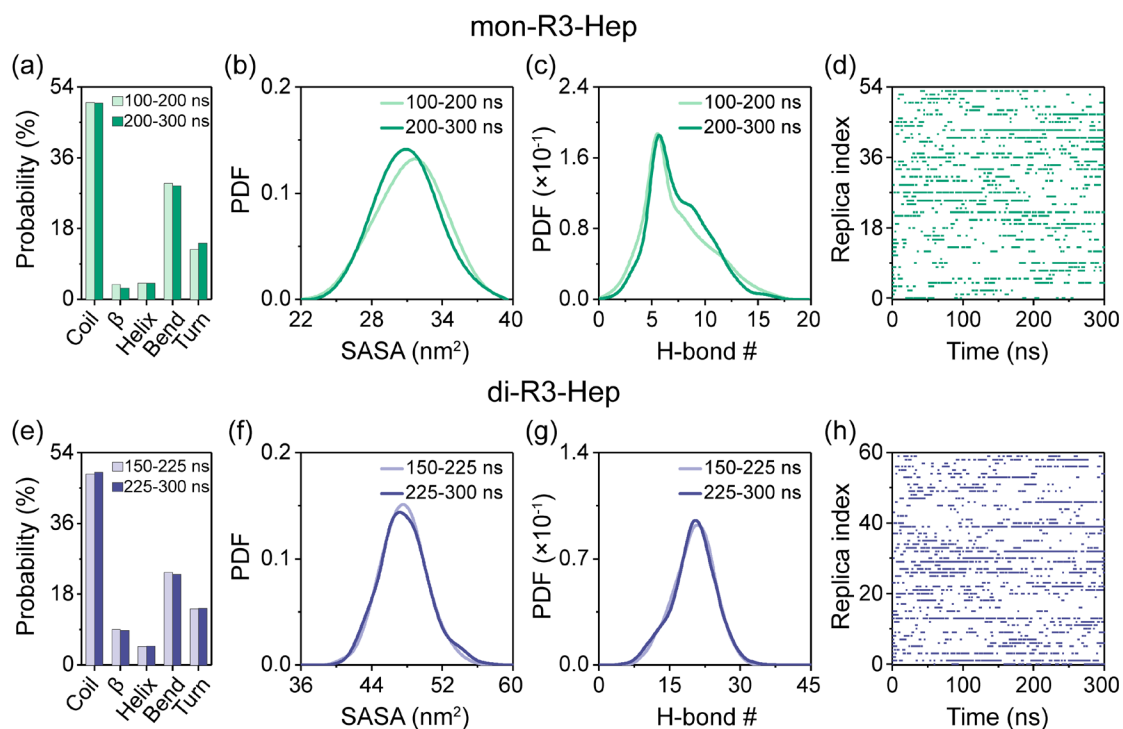 mon-R3-Hep
(a) (b) (c) (d)
54
36
18
0
Probability (%)
100-200 ns
200-300 ns
Coil β Helix Bend Turn
0.2
0.1
0.0
PDF
100-200 ns
200-300 ns
22 28 34 40
SASA (nm²)
2.4
1.6
0.8
0.0
PDF (×10⁻¹)
100-200 ns
200-300 ns
0 5 10 15 20
H-bond #
54
36
18
0
Replica index
0 100 200 300
Time (ns)
di-R3-Hep
(e) (f) (g) (h)
54
36
18
0
Probability (%)
150-225 ns
225-300 ns
Coil β Helix Bend Turn
0.2
0.1
0.0
PDF
150-225 ns
225-300 ns
36 44 52 60
SASA (nm²)
1.4
0.7
0.0
PDF (×10⁻¹)
150-225 ns
225-300 ns
0 15 30 45
H-bond #
60
40
20
0
Replica index
0 100 200 300
Time (ns)